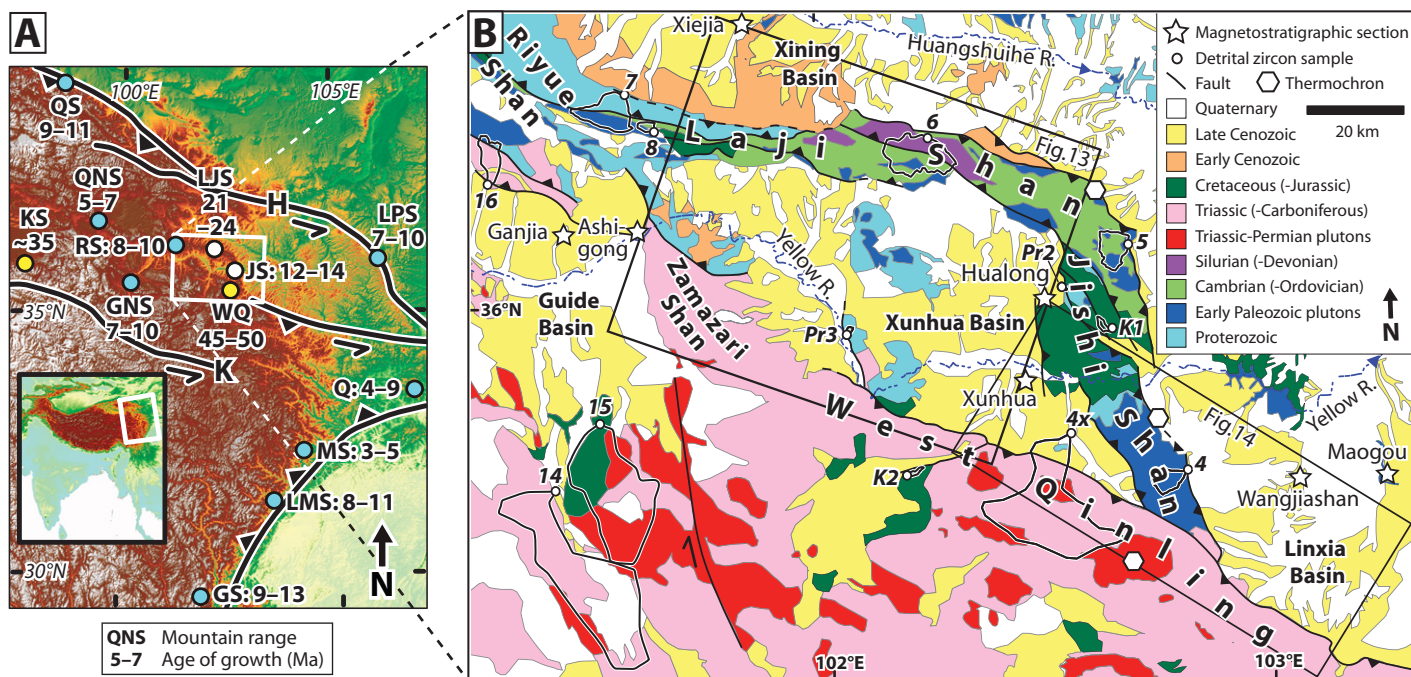 A
100°E
105°E
QS
9–11
QNS
5–7
LJS
21
–24
H
KS
~35
RS: 8–10
LPS
7–10
JS: 12–14
GNS
7–10
WQ
45–50
35°N
K
Q: 4–9
MS: 3–5
LMS: 8–11
N
30°N
GS: 9–13
QNS Mountain range
5–7 Age of growth (Ma)
B
Xiejia
Xining
Basin
Huangshuihe R.
Riyue
Shan
7
8
Laji Shan
6
Fig.13
5
16
Ganjia
Ashi-
gong
Yellow R.
Pr2
Hualong
Zamazari
Shan
36°N
Guide
Basin
Pr3
Xunhua Basin
K1
Jishi Shan
Xunhua
Yellow R.
Fig.14
Maogou
15
14
West Qinling
4x
4
K2
Wangjiashan
Linxia
Basin
102°E
103°E
Magnetostratigraphic section
Detrital zircon sample
Fault
Thermochron
Quaternary
20 km
Late Cenozoic
Early Cenozoic
Cretaceous (-Jurassic)
Triassic (-Carboniferous)
Triassic-Permian plutons
Silurian (-Devonian)
Cambrian (-Ordovician)
Early Paleozoic plutons
Proterozoic
N